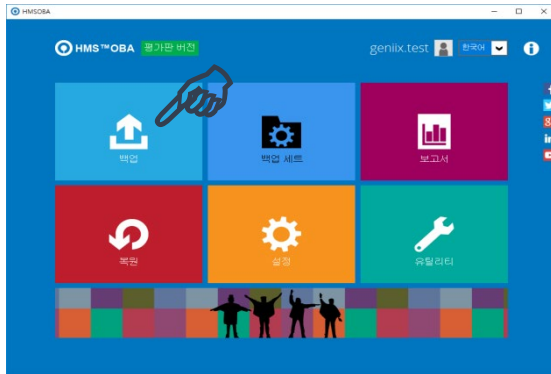 HMSOBA
HMS™OBA 평가판 버전
geniix.test 한국어
백업
백업 세트
보고서
복원
설정
유틸리티